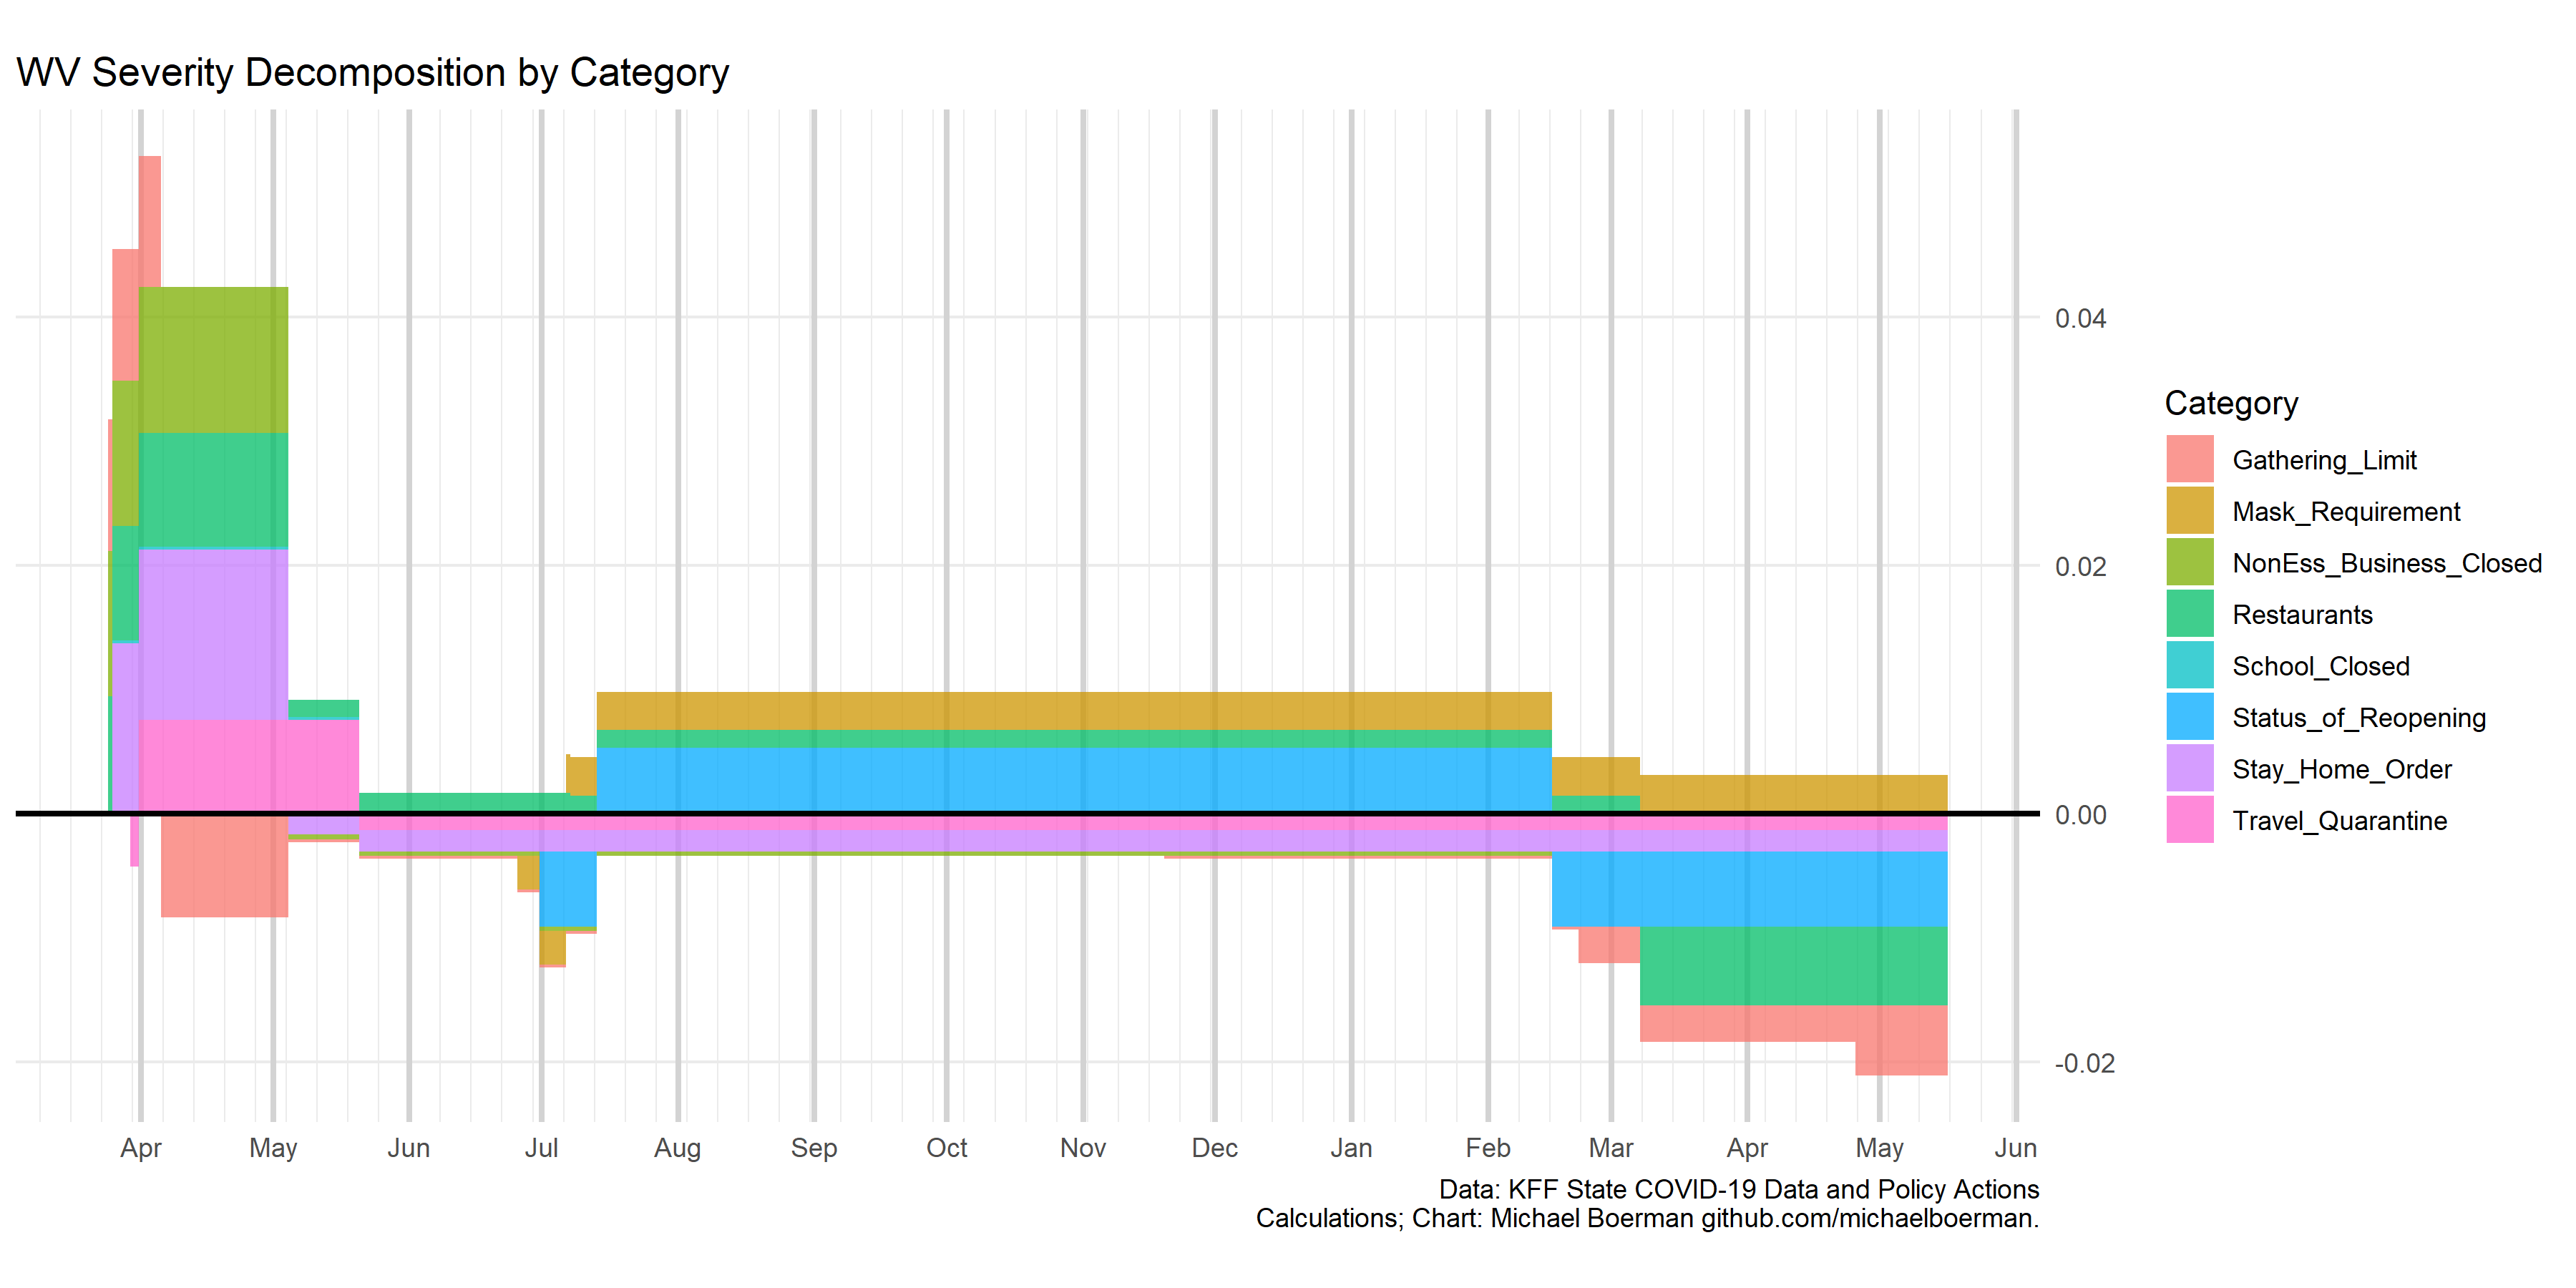 WV Severity Decomposition by Category
0.04
0.02
0.00
-0.02
Apr May Jun Jul Aug Sep Oct Nov Dec Jan Feb Mar Apr May Jun
Data: KFF State COVID-19 Data and Policy Actions
Calculations; Chart: Michael Boerman github.com/michaelboerman.
Category
Gathering_Limit
Mask_Requirement
NonEss_Business_Closed
Restaurants
School_Closed
Status_of_Reopening
Stay_Home_Order
Travel_Quarantine